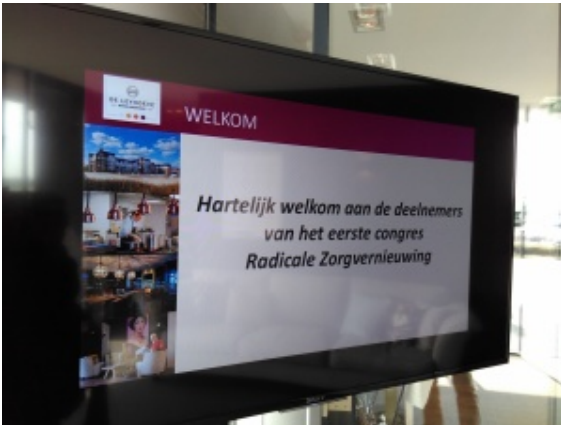 WELKOM
Hartelijk welkom aan de deelnemers
van het eerste congres
Radicale Zorgvernieuwing